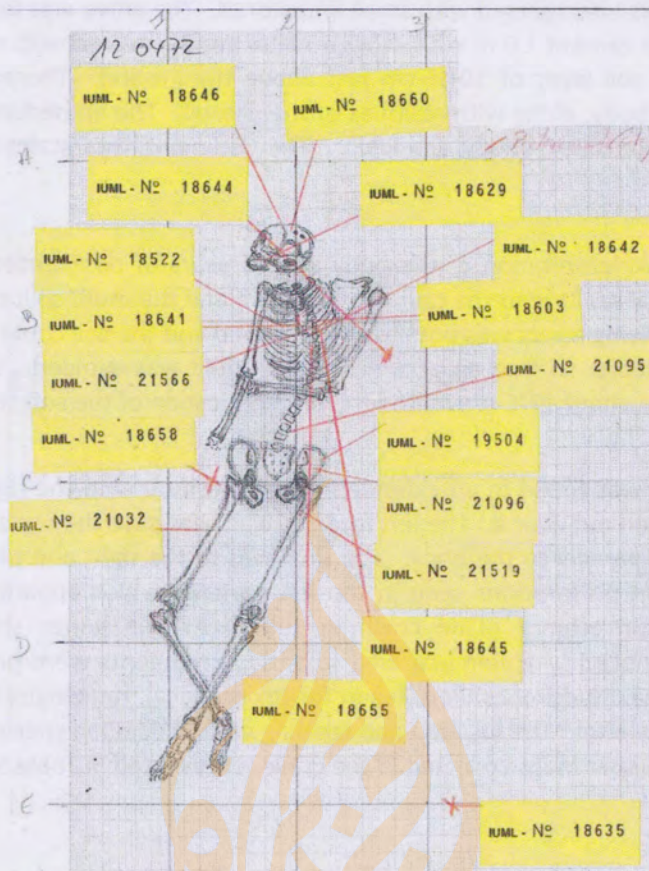 1 2 3
12 0472
IUML - Nº 18646
IUML - Nº 18660
A
IUML - Nº 18644
IUML - Nº 18629
IUML - Nº 18522
IUML - Nº 18642
B
IUML - Nº 18641
IUML - Nº 18603
IUML - Nº 21566
IUML - Nº 21095
IUML - Nº 18658
IUML - Nº 19504
C
IUML - Nº 21032
IUML - Nº 21096
IUML - Nº 21519
D
IUML - Nº 18645
IUML - Nº 18655
E
IUML - Nº 18635